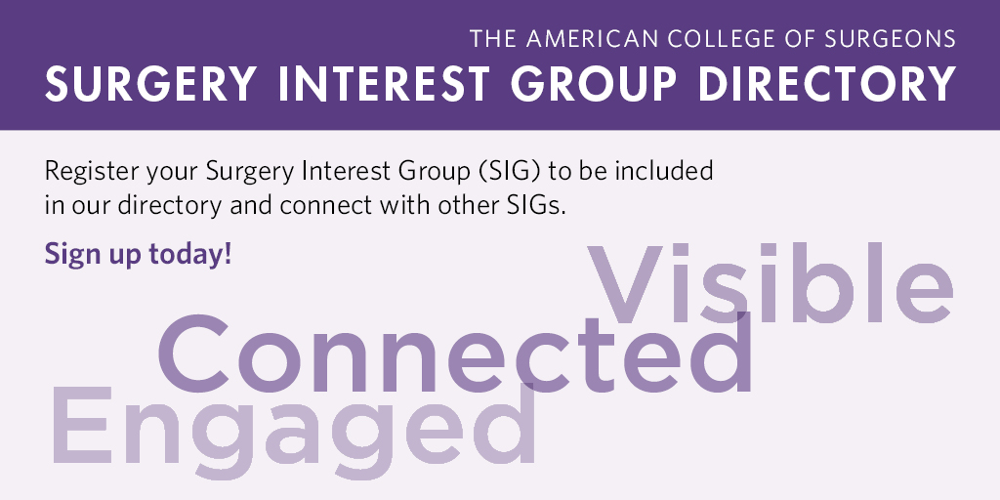 THE AMERICAN COLLEGE OF SURGEONS
SURGERY INTEREST GROUP DIRECTORY
Register your Surgery Interest Group (SIG) to be included
in our directory and connect with other SIGs.
Sign up today!
Visible
Connected
Engaged